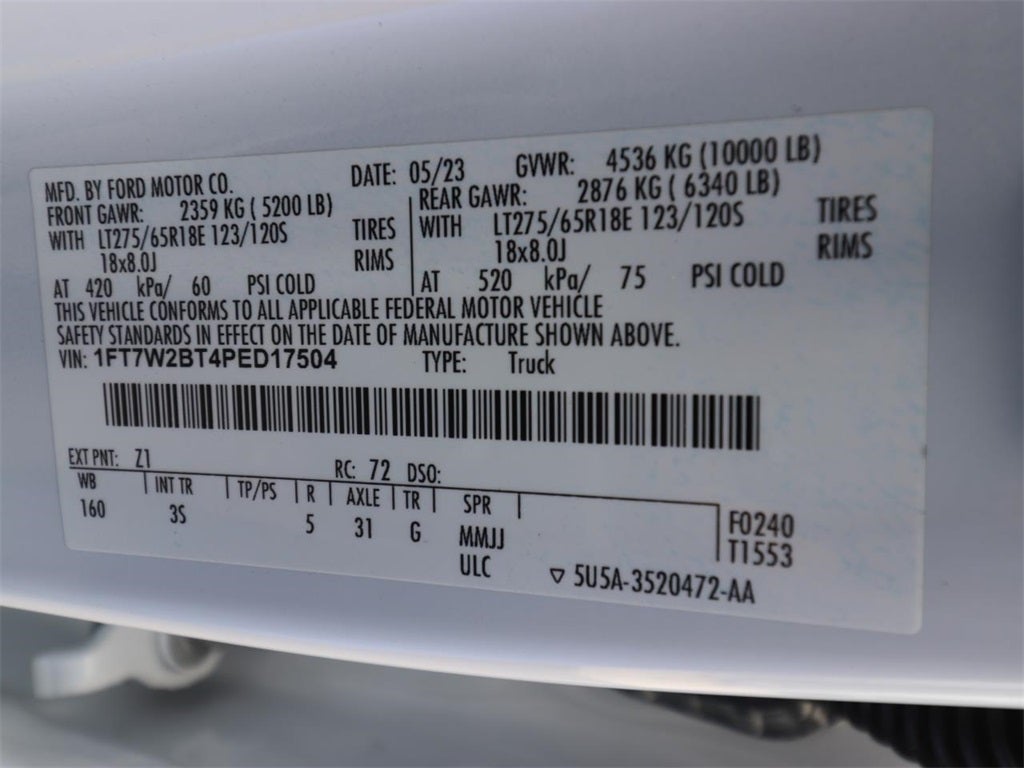 MFD. BY FORD MOTOR CO. DATE: 05/23 GVWR: 4536 KG (10000 LB)
FRONT GAWR: 2359 KG ( 5200 LB) REAR GAWR: 2876 KG ( 6340 LB)
WITH LT275/65R18E 123/120S TIRES WITH LT275/65R18E 123/120S TIRES
18x8.0J RIMS 18x8.0J RIMS
AT 420 kPa/ 60 PSI COLD AT 520 kPa/ 75 PSI COLD
THIS VEHICLE CONFORMS TO ALL APPLICABLE FEDERAL MOTOR VEHICLE
SAFETY STANDARDS IN EFFECT ON THE DATE OF MANUFACTURE SHOWN ABOVE.
VIN: 1FT7W2BT4PED17504 TYPE: Truck
EXT PNT: Z1 RC: 72 DSO:
WB INT TR TP/PS R AXLE TR SPR
160 3S 5 31 G MMJJ F0240
ULC T1553
▽ 5U5A-3520472-AA